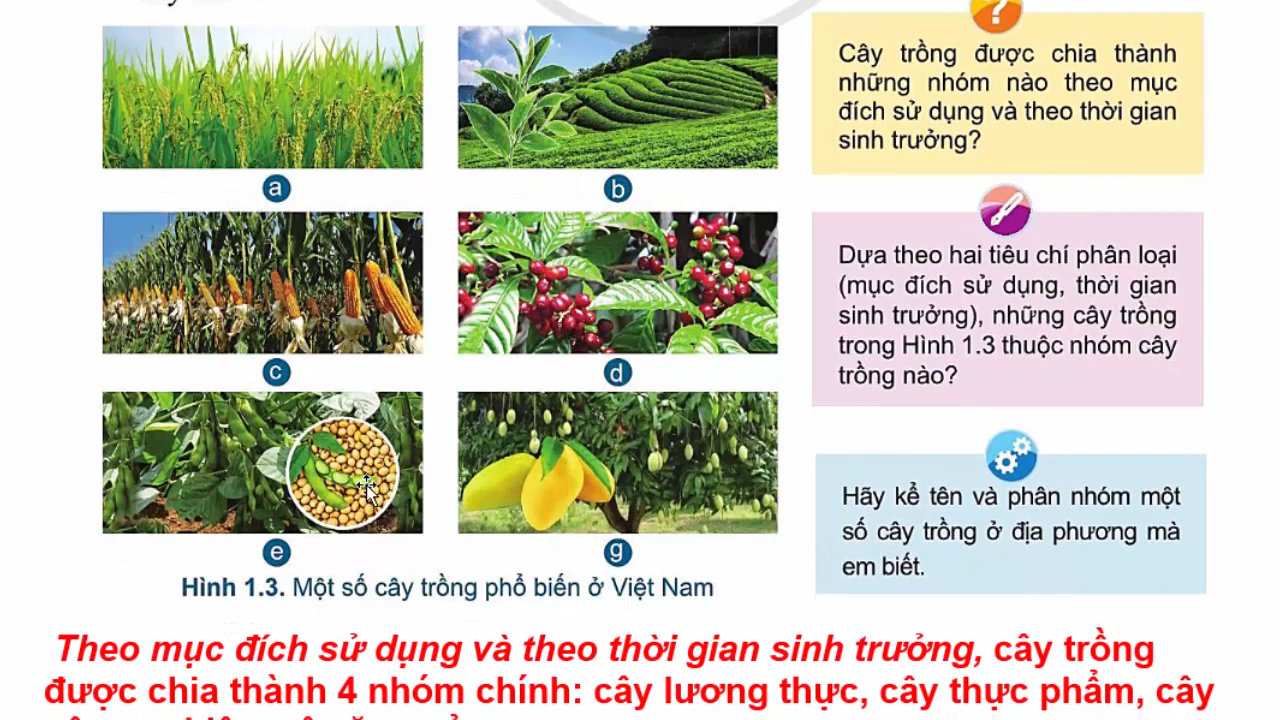 a
b
c
d
e
g
Hình 1.3. Một số cây trồng phổ biến ở Việt Nam
?
Cây trồng được chia thành
những nhóm nào theo mục
đích sử dụng và theo thời gian
sinh trưởng?
Dựa theo hai tiêu chí phân loại
(mục đích sử dụng, thời gian
sinh trưởng), những cây trồng
trong Hình 1.3 thuộc nhóm cây
trồng nào?
Hãy kể tên và phân nhóm một
số cây trồng ở địa phương mà
em biết.
Theo mục đích sử dụng và theo thời gian sinh trưởng, cây trồng
được chia thành 4 nhóm chính: cây lương thực, cây thực phẩm, cây